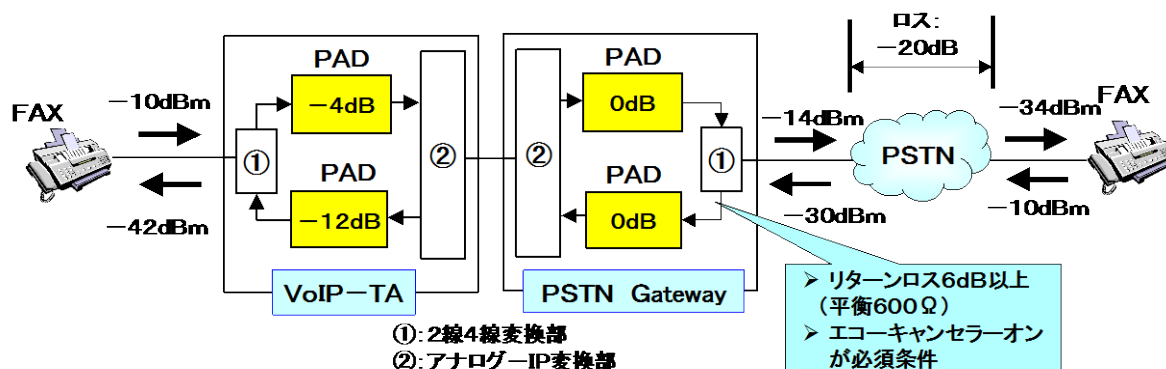 ロス:
－20dB
PAD
PAD
－4dB
0dB
FAX
－10dBm
－14dBm
－34dBm
FAX
①
②
②
①
PSTN
PAD
PAD
－12dB
0dB
－42dBm
－30dBm
－10dBm
VoIP－TA
PSTN Gateway
①:2線4線変換部
②:アナログーIP変換部
➢ リターンロス6dB以上
(平衡600Ω)
➢ エコーキャンセラーオン
が必須条件